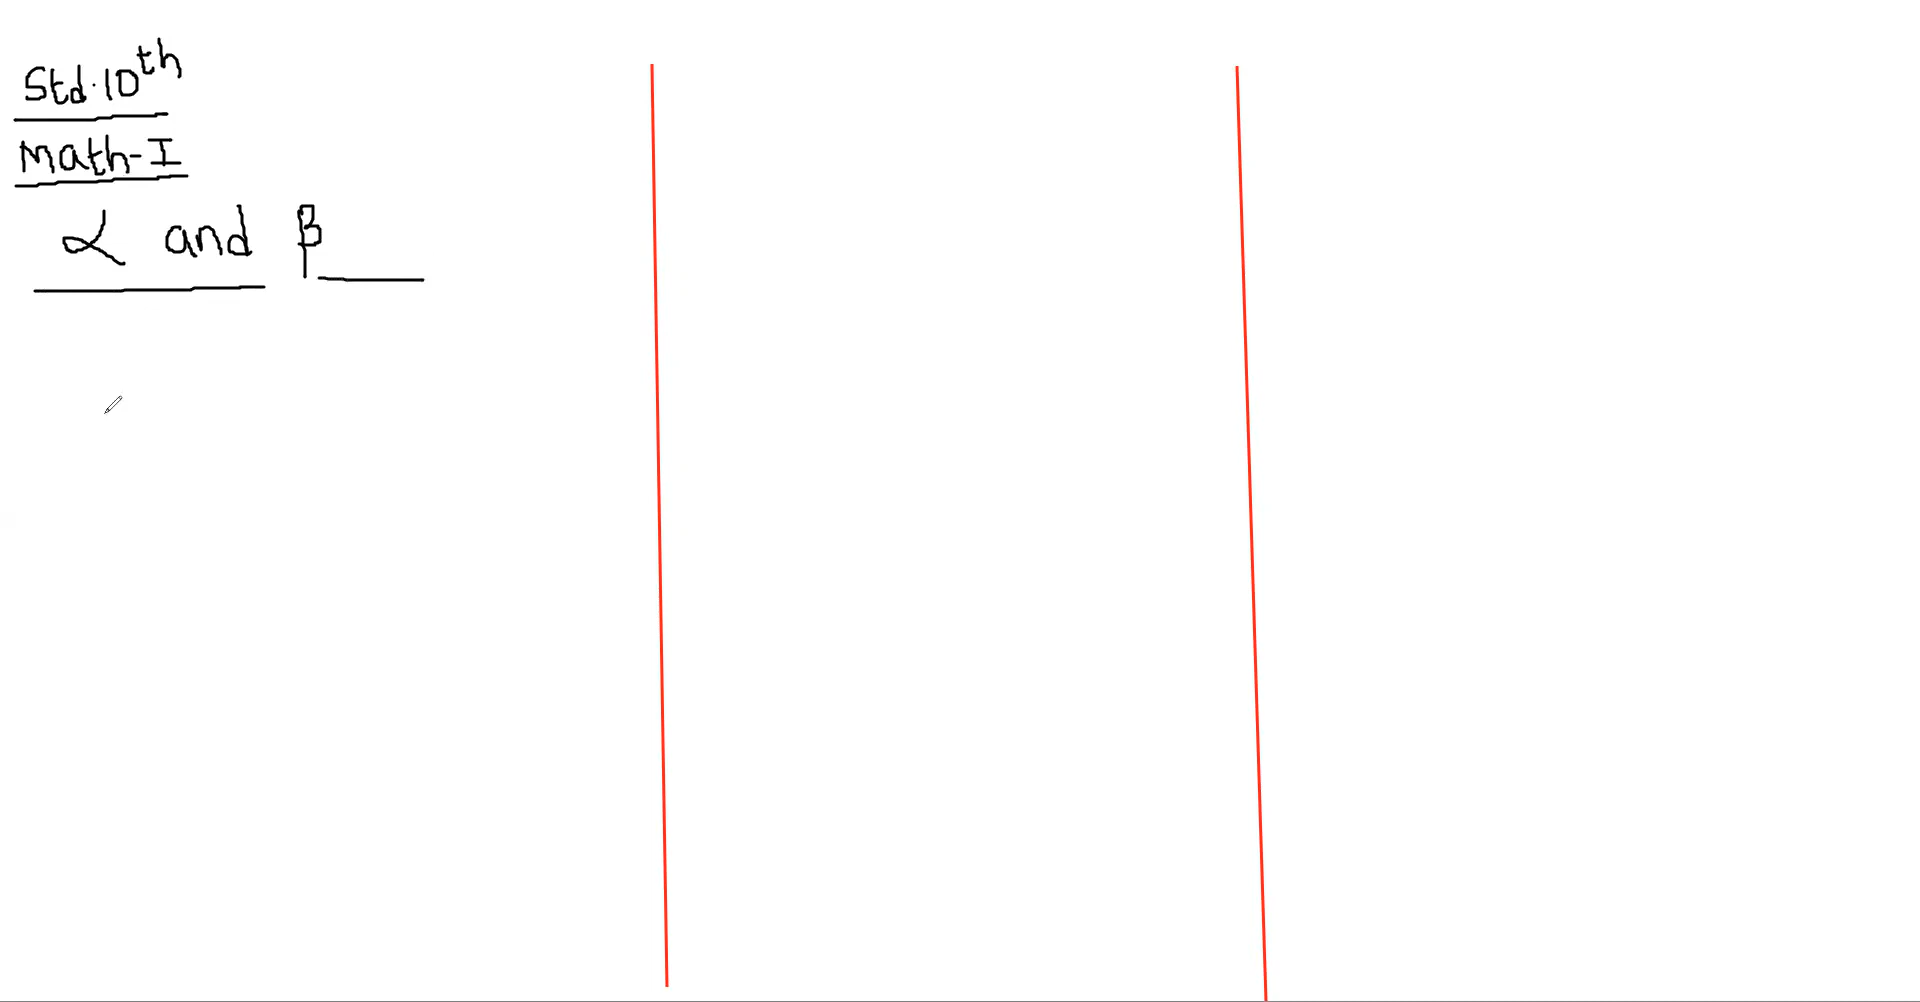 Std. 10th
Math-I
α and β